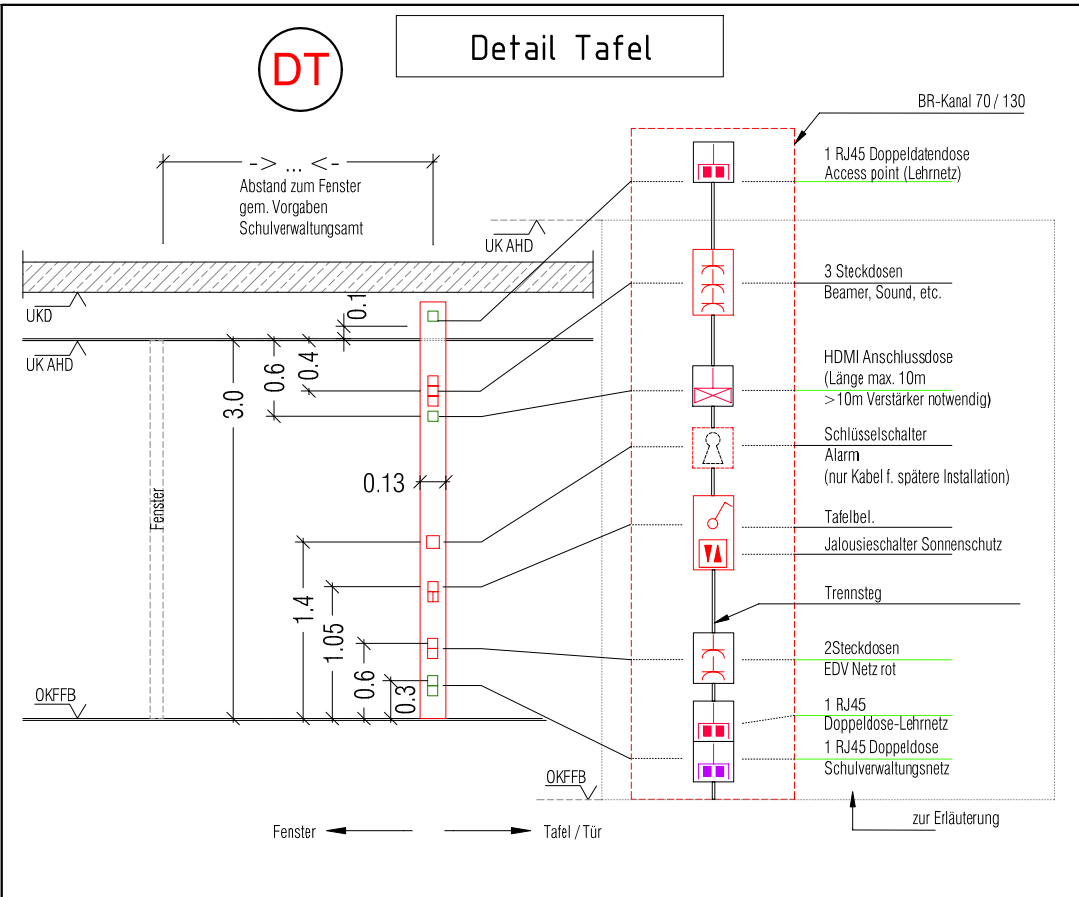 Detail Tafel
DT
BR-Kanal 70 / 130
-> ... <-
Abstand zum Fenster
gem. Vorgaben
Schulverwaltungsamt
UK AHD
UKD
UK AHD
0.1
0.4
0.6
3.0
0.13
Fenster
1.4
1.05
0.6
0.3
OKFFB
Fenster
Tafel / Tür
1 RJ45 Doppeldatendose
Access point (Lehrnetz)
3 Steckdosen
Beamer, Sound, etc.
HDMI Anschlussdose
(Länge max. 10m
>10m Verstärker notwendig)
Schlüsselschalter
Alarm
(nur Kabel f. spätere Installation)
Tafelbel.
Jalousieschalter Sonnenschutz
Trennsteg
2Steckdosen
EDV Netz rot
1 RJ45
Doppeldose-Lehrnetz
1 RJ45 Doppeldose
Schulverwaltungsnetz
OKFFB
zur Erläuterung